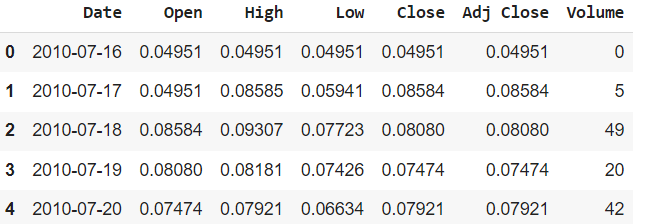 Date Open High Low Close Adj Close Volume
0 2010-07-16 0.04951 0.04951 0.04951 0.04951 0.04951 0
1 2010-07-17 0.04951 0.08585 0.05941 0.08584 0.08584 5
2 2010-07-18 0.08584 0.09307 0.07723 0.08080 0.08080 49
3 2010-07-19 0.08080 0.08181 0.07426 0.07474 0.07474 20
4 2010-07-20 0.07474 0.07921 0.06634 0.07921 0.07921 42